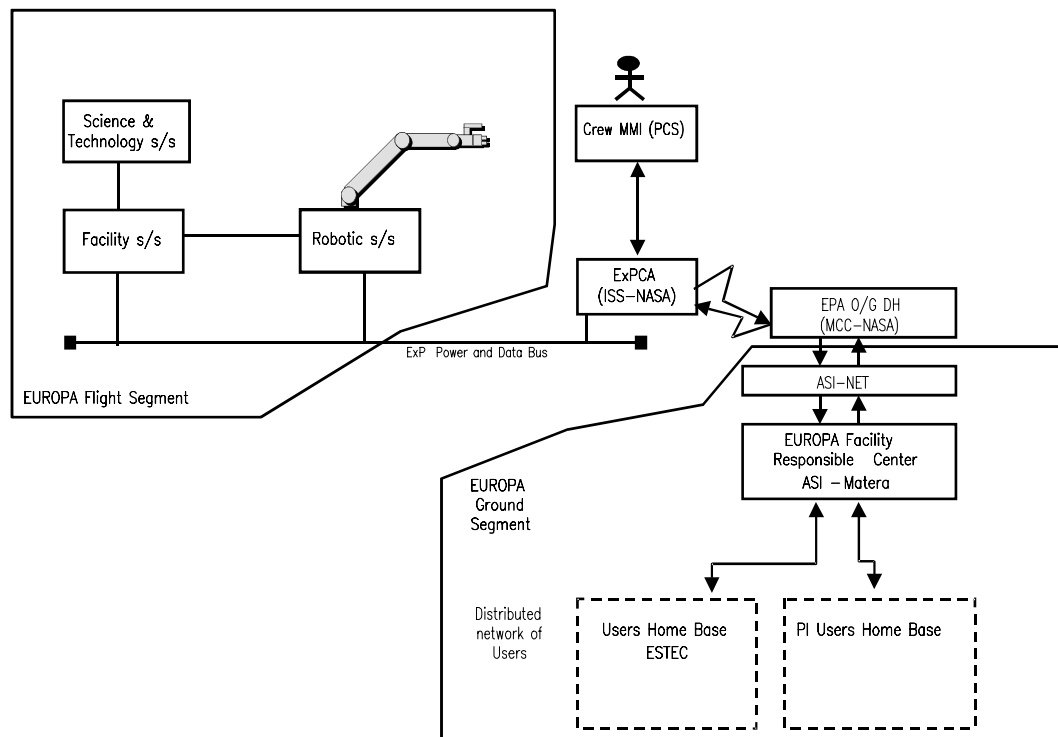 Science &
Technology s/s
Facility s/s
Robotic s/s
EUROPA Flight Segment
Crew MMI (PCS)
ExPCA
(ISS-NASA)
ExP Power and Data Bus
EPA O/G DH
(MCC-NASA)
ASI-NET
EUROPA Facility
Responsible Center
ASI - Matera
EUROPA
Ground
Segment
Distributed
network of
Users
Users Home Base
ESTEC
PI Users Home Base